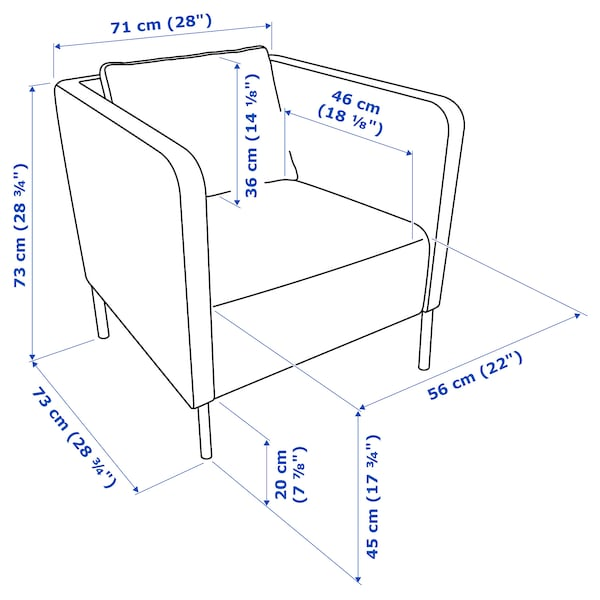 71 cm (28")
46 cm
(18 ⅛")
36 cm (14 ⅛")
73 cm (28 ¾")
56 cm (22")
73 cm
(28 ¾")
20 cm
(7 ⅞")
45 cm (17 ¾")